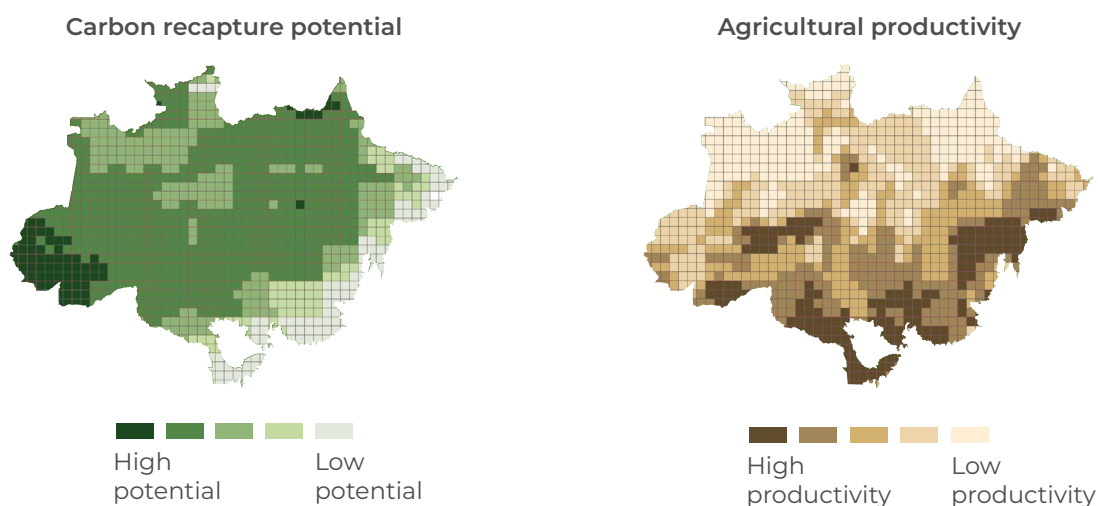 Carbon recapture potential
High
potential
Low
potential
Agricultural productivity
High
productivity
Low
productivity